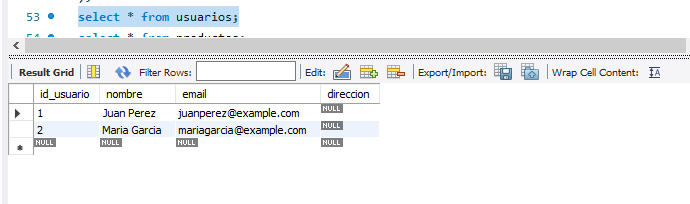 );
53 select * from usuarios;
54 select * from productos;
Result Grid Filter Rows: Edit: Export/Import: Wrap Cell Content:
id_usuario nombre email direccion
1 Juan Perez juanperez@example.com NULL
2 Maria Garcia mariagarcia@example.com NULL
NULL NULL NULL NULL